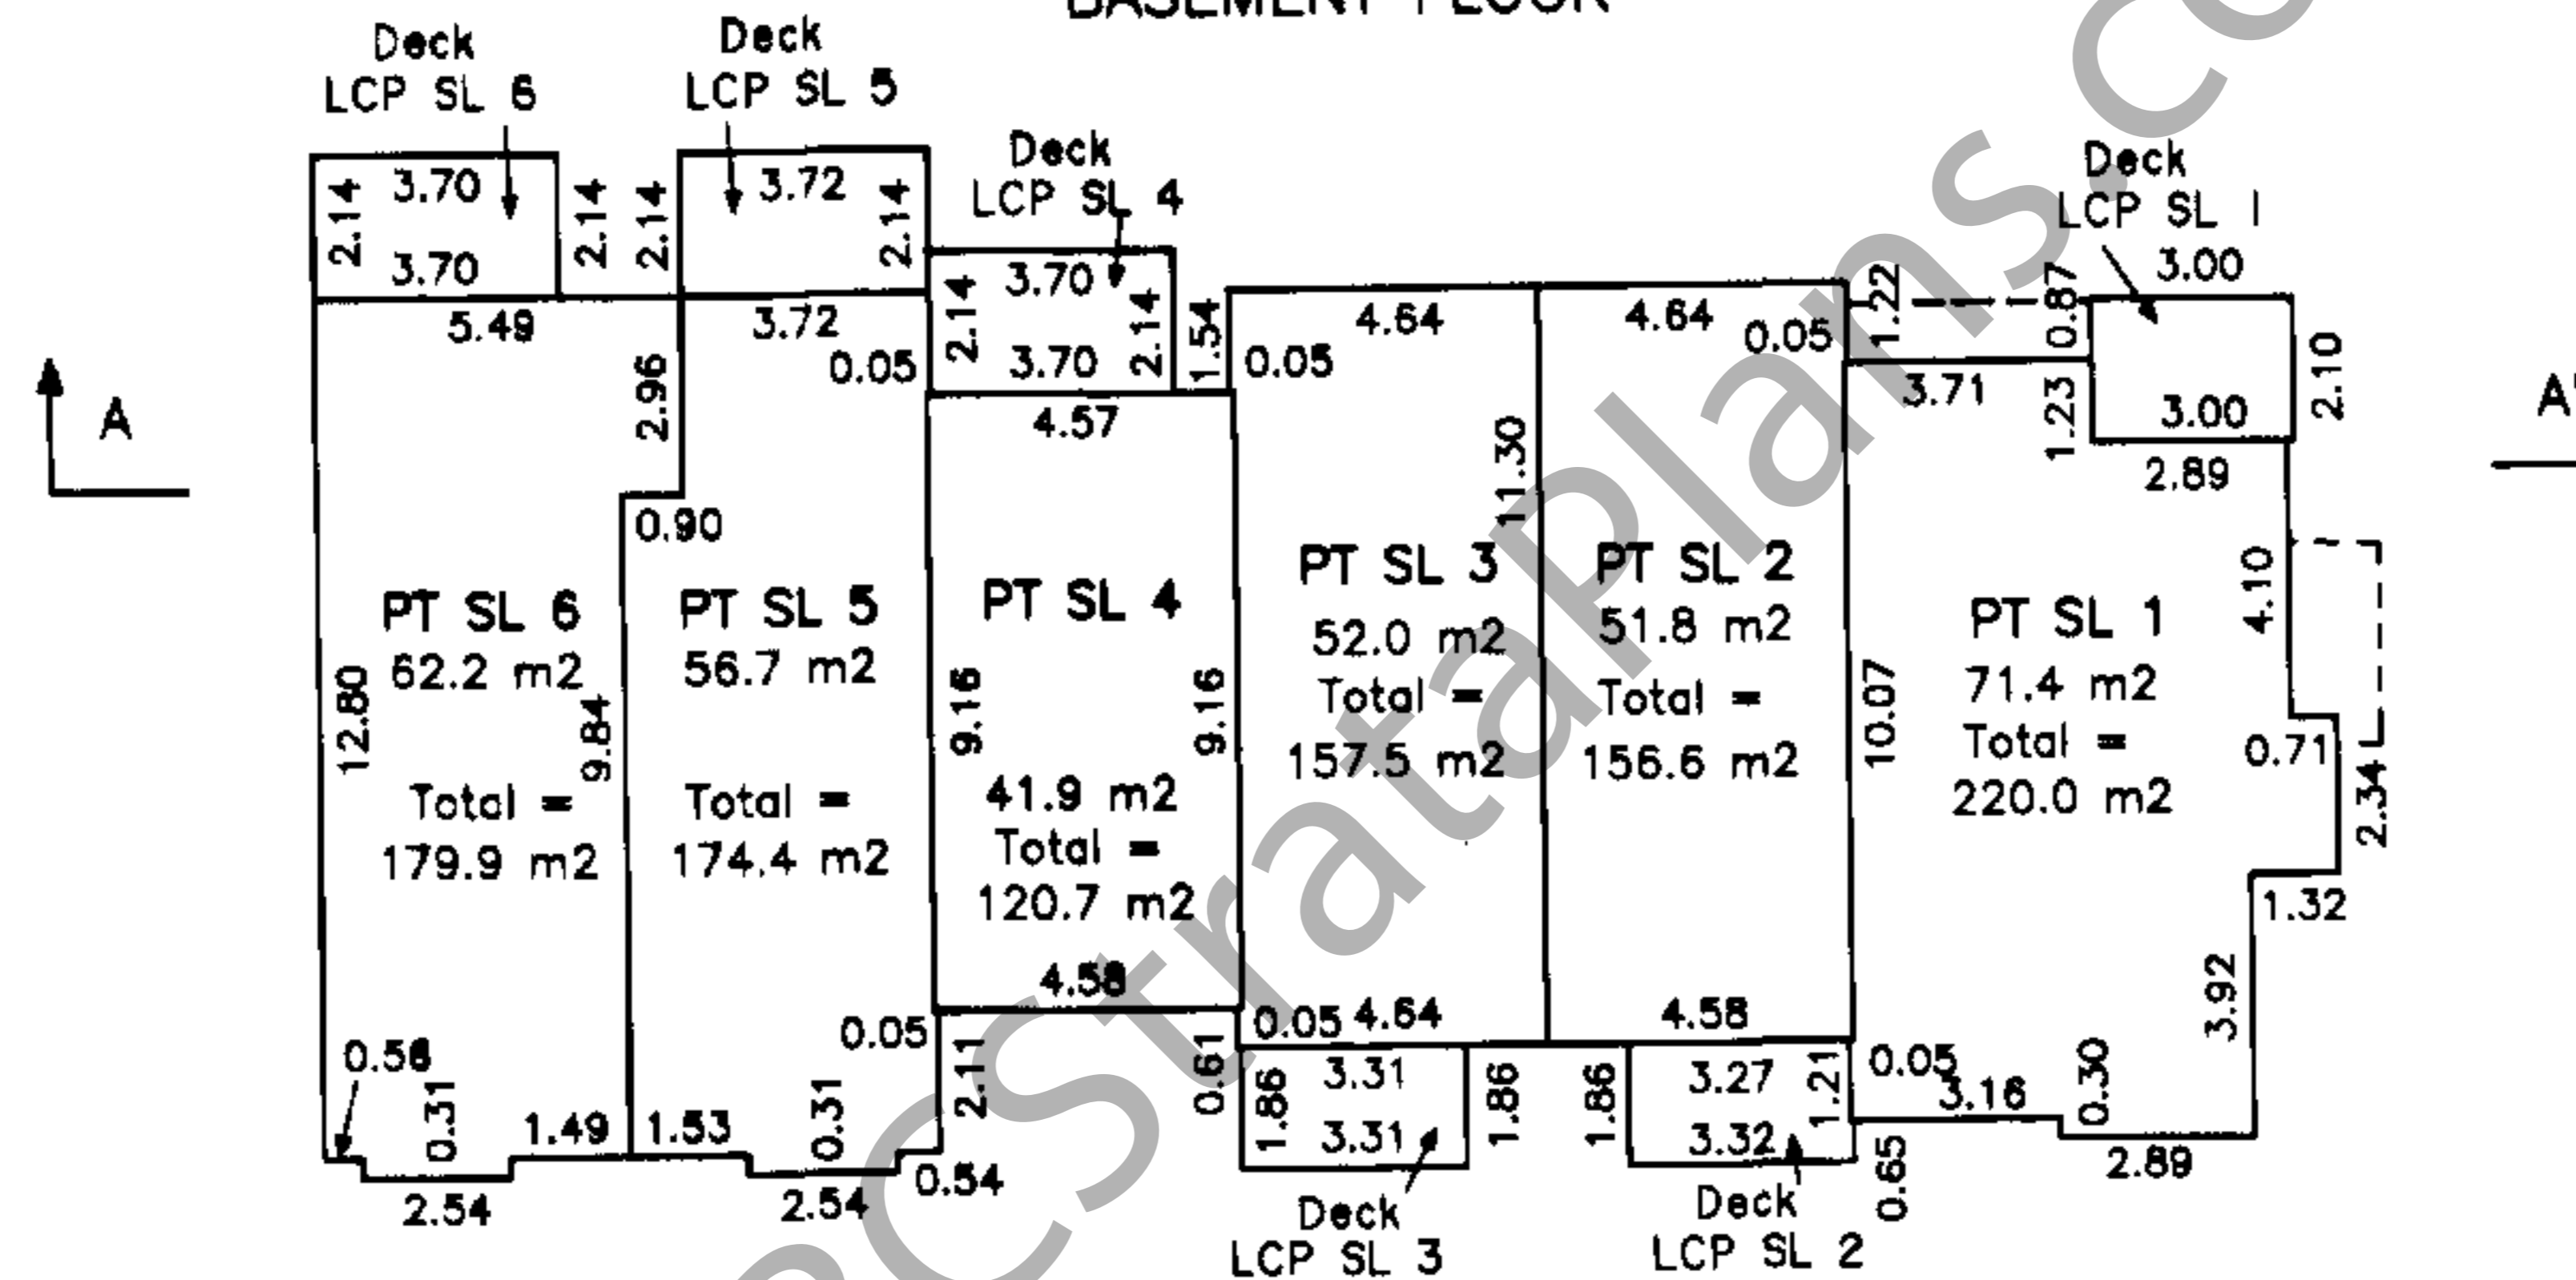 BASEMENT FLOOR
Deck
LCP SL 6
Deck
LCP SL 5
Deck
LCP SL 4
Deck
LCP SL 1
3.70
2.14
2.14
3.70
5.49
2.14
3.72
2.14
3.72
0.05
2.96
0.90
3.70
2.14
2.14
3.70
4.57
1.54
0.05
4.64
4.64
0.05
1.22
0.87
3.00
3.71
1.23
3.00
2.10
2.89
A
A'
11.30
4.10
PT SL 6
62.2 m2
Total =
179.9 m2
12.80
9.84
PT SL 5
56.7 m2
Total =
174.4 m2
PT SL 4
9.16
9.16
41.9 m2
Total =
120.7 m2
4.58
PT SL 3
52.0 m2
Total =
157.5 m2
PT SL 2
51.8 m2
Total =
156.6 m2
10.07
PT SL 1
71.4 m2
Total =
220.0 m2
0.71
2.34
1.32
3.92
0.56
0.31
1.49
2.54
1.53
0.31
2.54
0.54
0.05
2.11
0.61
0.05
4.64
4.58
1.86
3.31
3.31
1.86
1.86
3.27
3.32
1.21
0.05
3.16
0.30
0.65
2.89
Deck
LCP SL 3
Deck
LCP SL 2
BCStrataPlans.co